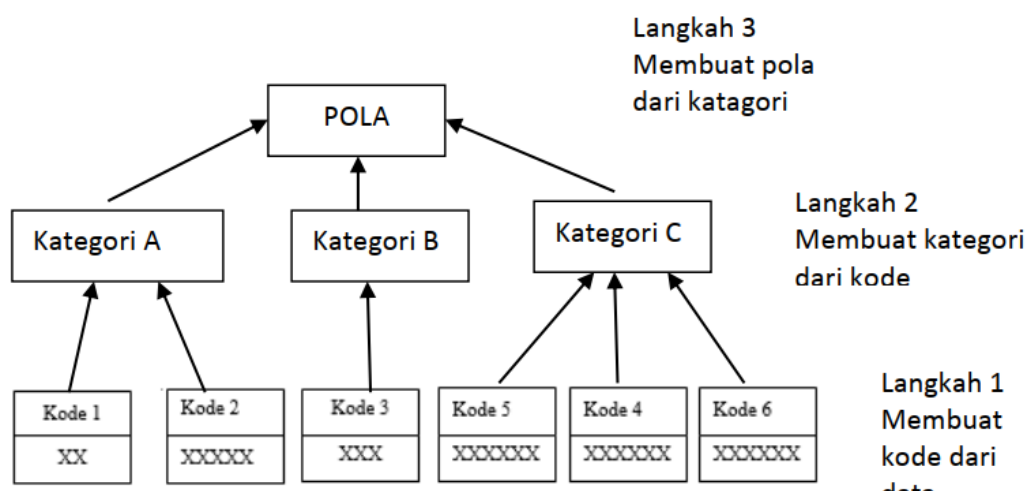 Langkah 3
Membuat pola
dari katagori
POLA
Langkah 2
Membuat kategori
dari kode
Kategori A
Kategori B
Kategori C
Langkah 1
Membuat
kode dari
data
Kode 1
XX
Kode 2
XXXXX
Kode 3
XXX
Kode 5
XXXXXX
Kode 4
XXXXXX
Kode 6
XXXXXX